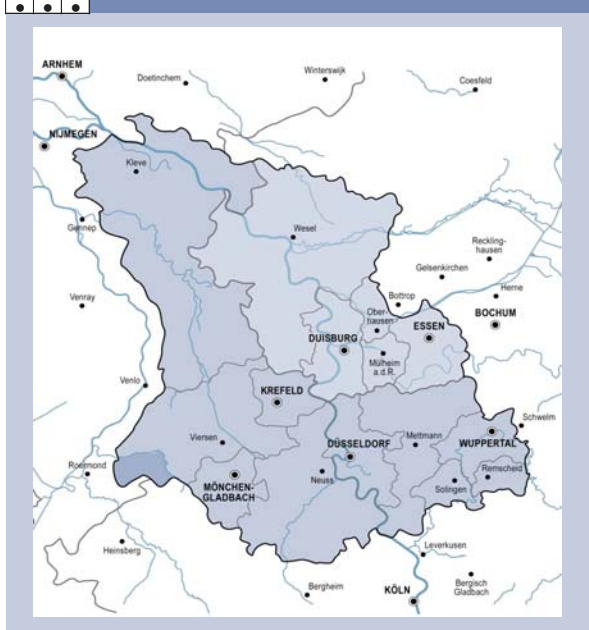 ARNHEM
Doetinchem
Winterswijk
Coesfeld
NIJMEGEN
Kleve
Gennep
Wesel
Reckling-
hausen
Gelsenkirchen
Venray
Bottrop
Herne
Ober-
hausen
BOCHUM
ESSEN
DUISBURG
Mülheim
a.d.R.
Venlo
KREFELD
Schwelm
Viersen
Mettmann
WUPPERTAL
DÜSSELDORF
Roermond
MÖNCHEN-
GLADBACH
Neuss
Solingen
Remscheid
Heinsberg
Leverkusen
Bergheim
KÖLN
Bergisch
Gladbach